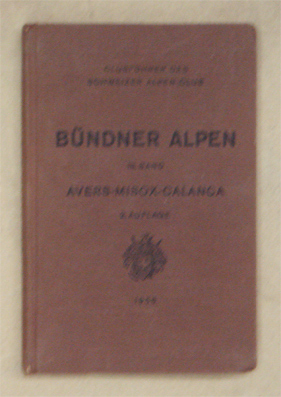 CLUBFÜHRER DES
SCHWEIZER ALPEN-CLUB
BÜNDNER ALPEN
BAND
AVERS-MISOX-CALANCA
AUFLAGE